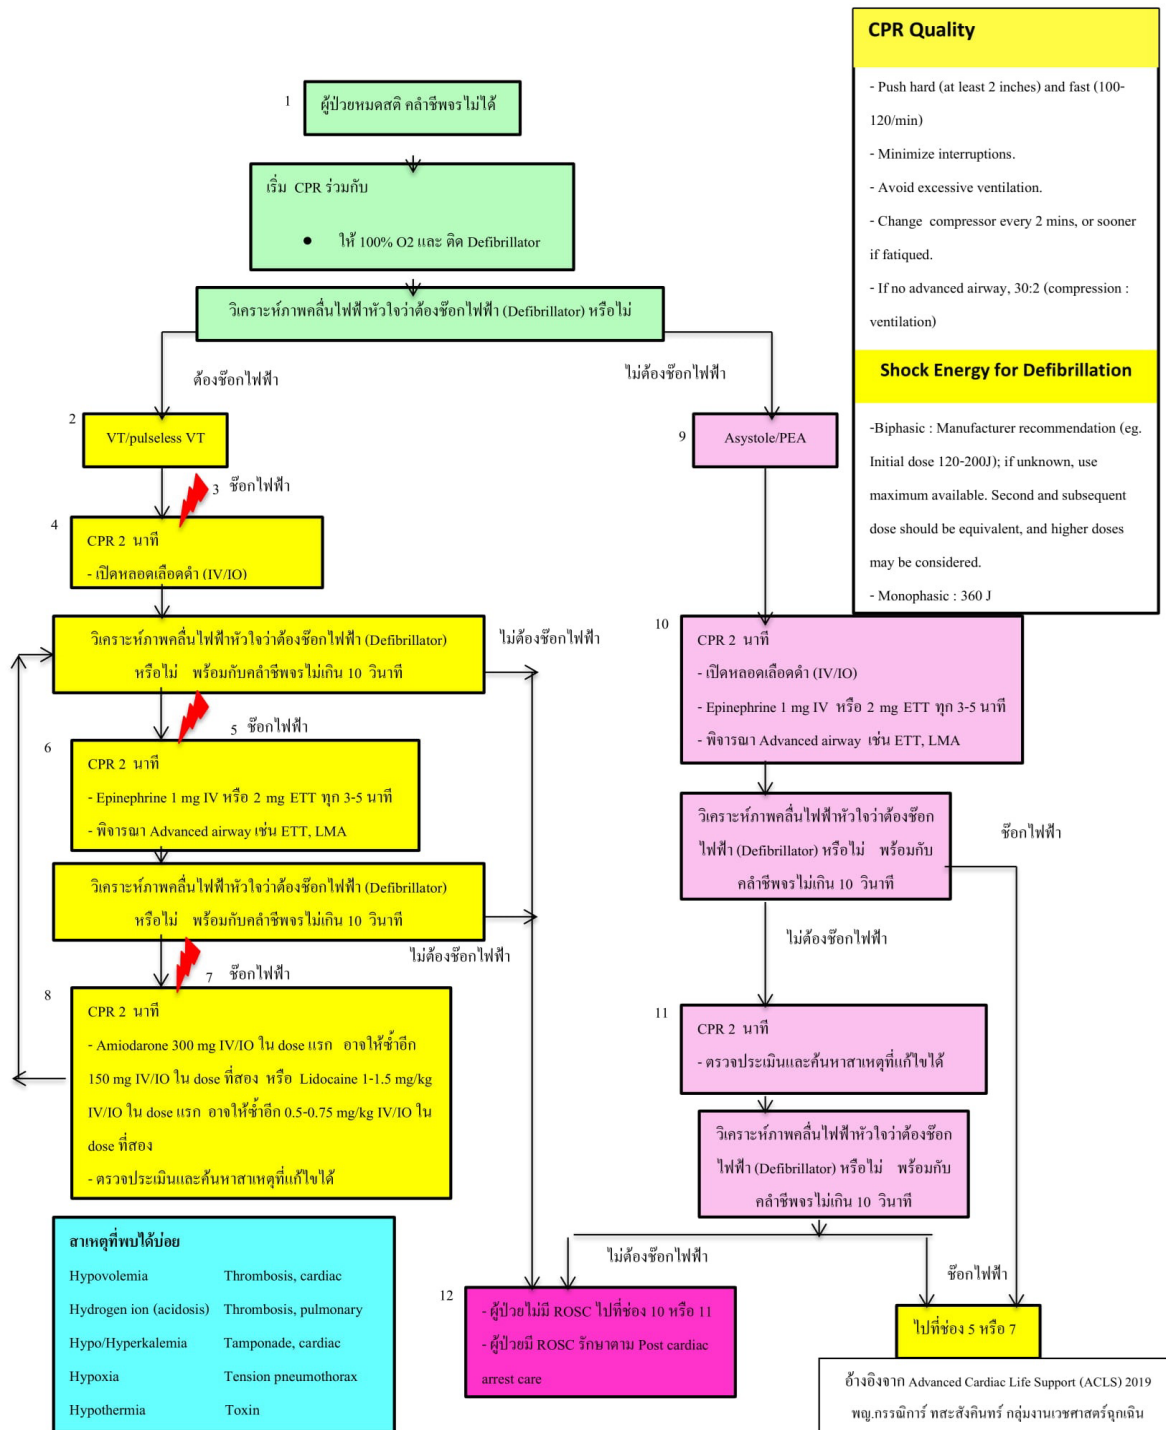 CPR Quality
- Push hard (at least 2 inches) and fast (100-
120/min)
- Minimize interruptions.
- Avoid excessive ventilation.
- Change compressor every 2 mins, or sooner
if fatiqued.
- If no advanced airway, 30:2 (compression :
ventilation)
Shock Energy for Defibrillation
-Biphasic : Manufacturer recommendation (eg.
Initial dose 120-200J); if unknown, use
maximum available. Second and subsequent
dose should be equivalent, and higher doses
may be considered.
- Monophasic : 360 J
1
ผู้ป่วยหมดสติ คลำชีพจรไม่ได้
เริ่ม CPR ร่วมกับ
● ให้ 100% O2 และ ติด Defibrillator
วิเคราะห์ภาพคลื่นไฟฟ้าหัวใจว่าต้องช๊อกไฟฟ้า (Defibrillator) หรือไม่
ต้องช๊อกไฟฟ้า
ไม่ต้องช๊อกไฟฟ้า
2
VT/pulseless VT
3 ช๊อกไฟฟ้า
4
CPR 2 นาที
- เปิดหลอดเลือดดำ (IV/IO)
วิเคราะห์ภาพคลื่นไฟฟ้าหัวใจว่าต้องช๊อกไฟฟ้า (Defibrillator)
หรือไม่ พร้อมกับคลำชีพจรไม่เกิน 10 วินาที
ไม่ต้องช๊อกไฟฟ้า
5 ช๊อกไฟฟ้า
6
CPR 2 นาที
- Epinephrine 1 mg IV หรือ 2 mg ETT ทุก 3-5 นาที
- พิจารณา Advanced airway เช่น ETT, LMA
วิเคราะห์ภาพคลื่นไฟฟ้าหัวใจว่าต้องช๊อกไฟฟ้า (Defibrillator)
หรือไม่ พร้อมกับคลำชีพจรไม่เกิน 10 วินาที
ไม่ต้องช๊อกไฟฟ้า
7 ช๊อกไฟฟ้า
8
CPR 2 นาที
- Amiodarone 300 mg IV/IO ใน dose แรก อาจให้ซ้ำอีก
150 mg IV/IO ใน dose ที่สอง หรือ Lidocaine 1-1.5 mg/kg
IV/IO ใน dose แรก อาจให้ซ้ำอีก 0.5-0.75 mg/kg IV/IO ใน
dose ที่สอง
- ตรวจประเมินและค้นหาสาเหตุที่แก้ไขได้
9
Asystole/PEA
10
CPR 2 นาที
- เปิดหลอดเลือดดำ (IV/IO)
- Epinephrine 1 mg IV หรือ 2 mg ETT ทุก 3-5 นาที
- พิจารณา Advanced airway เช่น ETT, LMA
วิเคราะห์ภาพคลื่นไฟฟ้าหัวใจว่าต้องช๊อก
ไฟฟ้า (Defibrillator) หรือไม่ พร้อมกับ
คลำชีพจรไม่เกิน 10 วินาที
ช๊อกไฟฟ้า
ไม่ต้องช๊อกไฟฟ้า
11
CPR 2 นาที
- ตรวจประเมินและค้นหาสาเหตุที่แก้ไขได้
วิเคราะห์ภาพคลื่นไฟฟ้าหัวใจว่าต้องช๊อก
ไฟฟ้า (Defibrillator) หรือไม่ พร้อมกับ
คลำชีพจรไม่เกิน 10 วินาที
ไม่ต้องช๊อกไฟฟ้า
ช๊อกไฟฟ้า
12
- ผู้ป่วยไม่มี ROSC ไปที่ช่อง 10 หรือ 11
- ผู้ป่วยมี ROSC รักษาตาม Post cardiac
arrest care
ไปที่ช่อง 5 หรือ 7
สาเหตุที่พบได้บ่อย
Hypovolemia Thrombosis, cardiac
Hydrogen ion (acidosis) Thrombosis, pulmonary
Hypo/Hyperkalemia Tamponade, cardiac
Hypoxia Tension pneumothorax
Hypothermia Toxin
อ้างอิงจาก Advanced Cardiac Life Support (ACLS) 2019
พญ.กรรณิการ์ ทสะสังคินทร์ กลุ่มงานเวชศาสตร์ฉุกเฉิน